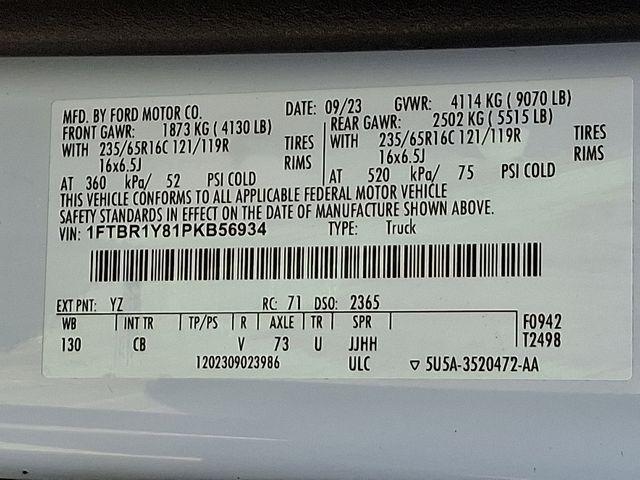 MFD. BY FORD MOTOR CO. DATE: 09/23 GVWR: 4114 KG ( 9070 LB)
FRONT GAWR: 1873 KG ( 4130 LB) REAR GAWR: 2502 KG ( 5515 LB)
WITH 235/65R16C 121/119R TIRES WITH 235/65R16C 121/119R TIRES
16x6.5J RIMS 16x6.5J RIMS
AT 360 kPa/ 52 PSI COLD AT 520 kPa/ 75 PSI COLD
THIS VEHICLE CONFORMS TO ALL APPLICABLE FEDERAL MOTOR VEHICLE
SAFETY STANDARDS IN EFFECT ON THE DATE OF MANUFACTURE SHOWN ABOVE.
VIN: 1FTBR1Y81PKB56934 TYPE: Truck
EXT PNT: YZ RC: 71 DSO: 2365
WB INT TR TP/PS R AXLE TR SPR F0942
130 CB V 73 U JJHH T2498
1202309023986 ULC ▽ 5U5A-3520472-AA